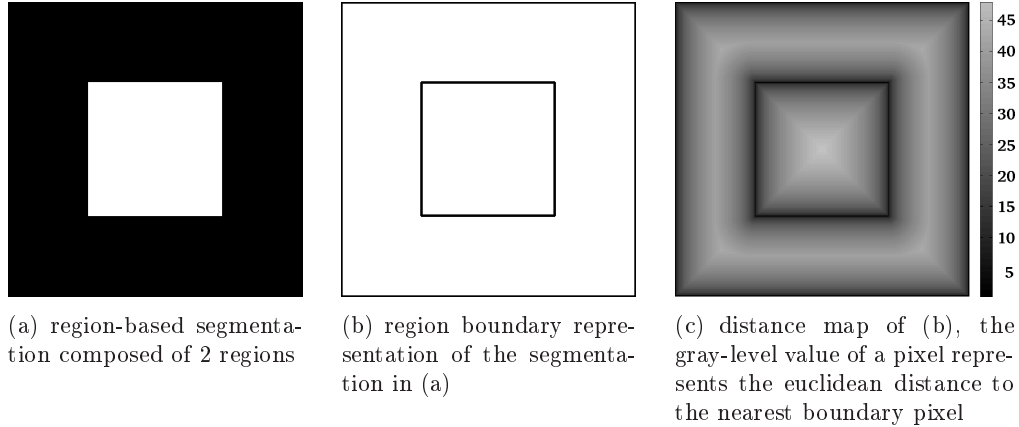 45
40
35
30
25
20
15
10
5
(a) region-based segmenta-
tion composed of 2 regions
(b) region boundary repre-
sentation of the segmenta-
tion in (a)
(c) distance map of (b), the
gray-level value of a pixel repre-
sents the euclidean distance to
the nearest boundary pixel